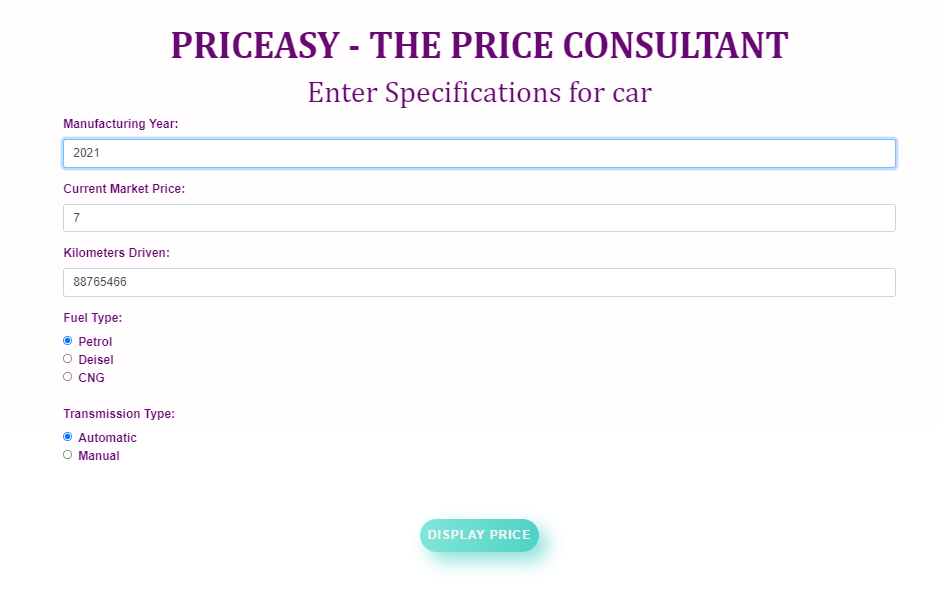 PRICEASY - THE PRICE CONSULTANT
Enter Specifications for car
Manufacturing Year:
2021
Current Market Price:
7
Kilometers Driven:
88765466
Fuel Type:
Petrol
Deisel
CNG
Transmission Type:
Automatic
Manual
DISPLAY PRICE